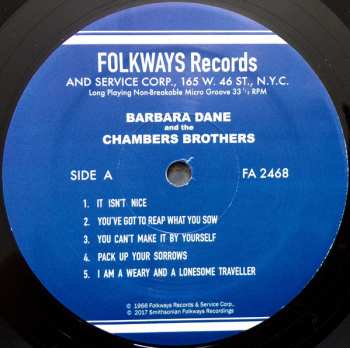 FOLKWAYS Records
AND SERVICE CORP., 165 W. 46 ST., N.Y.C.
Long Playing Non-Breakable Micro Groove 33 1/3 RPM
BARBARA DANE
and the
CHAMBERS BROTHERS
SIDE A FA 2468
1. IT ISN'T NICE
2. YOU'VE GOT TO REAP WHAT YOU SOW
3. YOU CAN'T MAKE IT BY YOURSELF
4. PACK UP YOUR SORROWS
5. I AM A WEARY AND A LONESOME TRAVELLER
© 1966 Folkways Records & Service Corp.,
© 2017 Smithsonian Folkways Recordings